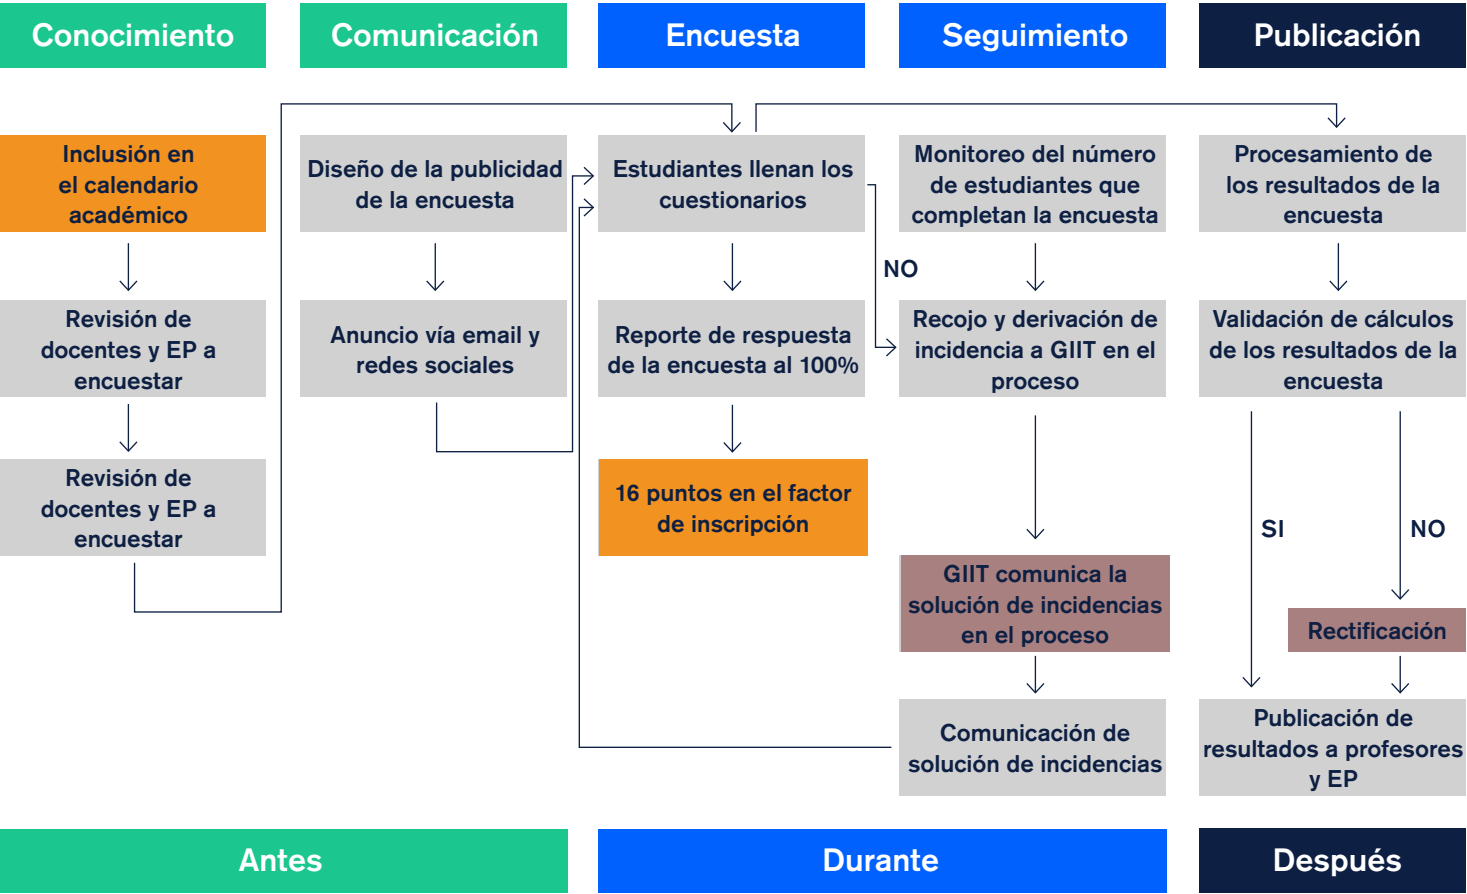 Conocimiento
Comunicación
Encuesta
Seguimiento
Publicación
Inclusión en
el calendario
académico
Revisión de
docentes y EP a
encuestar
Revisión de
docentes y EP a
encuestar
Diseño de la publicidad
de la encuesta
Anuncio vía email y
redes sociales
Estudiantes llenan los
cuestionarios
NO
Reporte de respuesta
de la encuesta al 100%
16 puntos en el factor
de inscripción
Monitoreo del número
de estudiantes que
completan la encuesta
Recojo y derivación de
incidencia a GIIT en el
proceso
GIIT comunica la
solución de incidencias
en el proceso
Comunicación de
solución de incidencias
Procesamiento de
los resultados de la
encuesta
Validación de cálculos
de los resultados de la
encuesta
SI
NO
Rectificación
Publicación de
resultados a profesores
y EP
Antes
Durante
Después